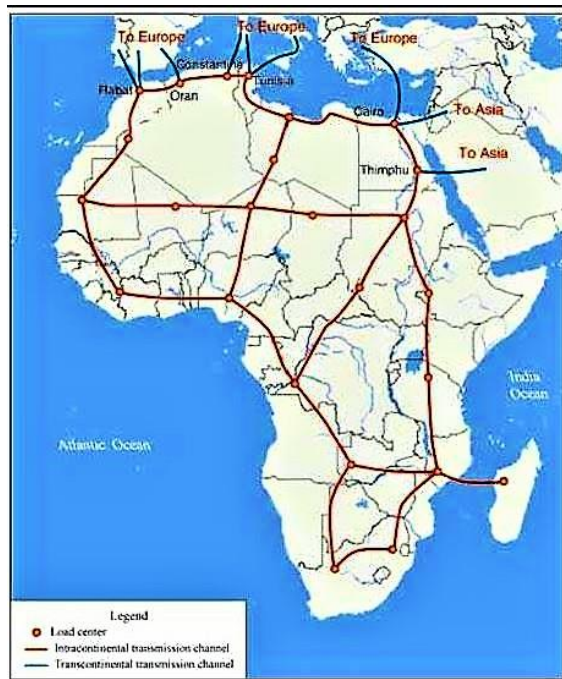 To Europe
To Europe
To Europe
Constantine
Rabat
Oran
Tunisia
Cairo
To Asia
To Asia
Thimphu
India
Ocean
Atlantic Ocean
Legend
Load center
Intracontinental transmission channel
Transcontinental transmission channel